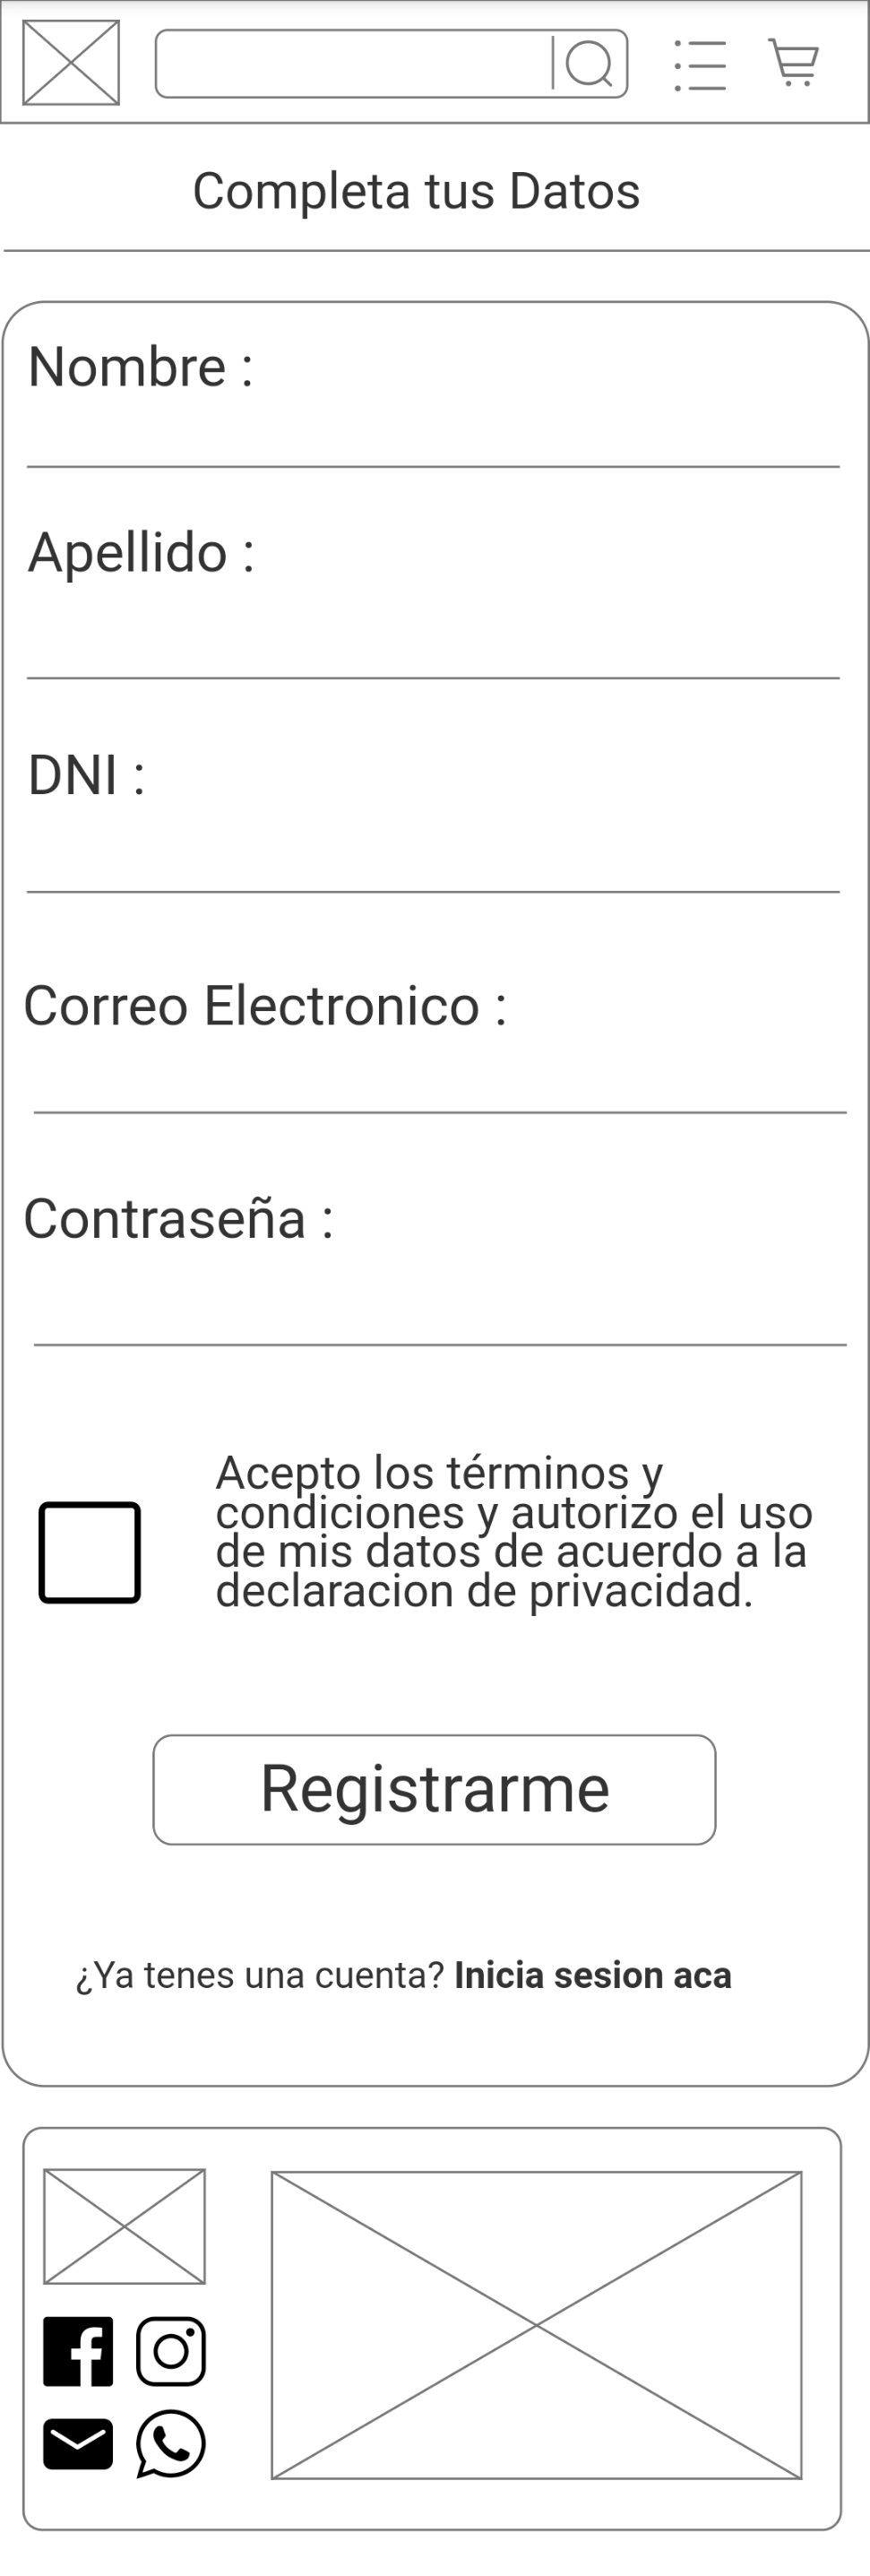 Completa tus Datos
Nombre :
Apellido :
DNI :
Correo Electronico :
Contraseña :
Acepto los términos y
condiciones y autorizo el uso
de mis datos de acuerdo a la
declaracion de privacidad.
Registrarme
¿Ya tenes una cuenta? Inicia sesion aca